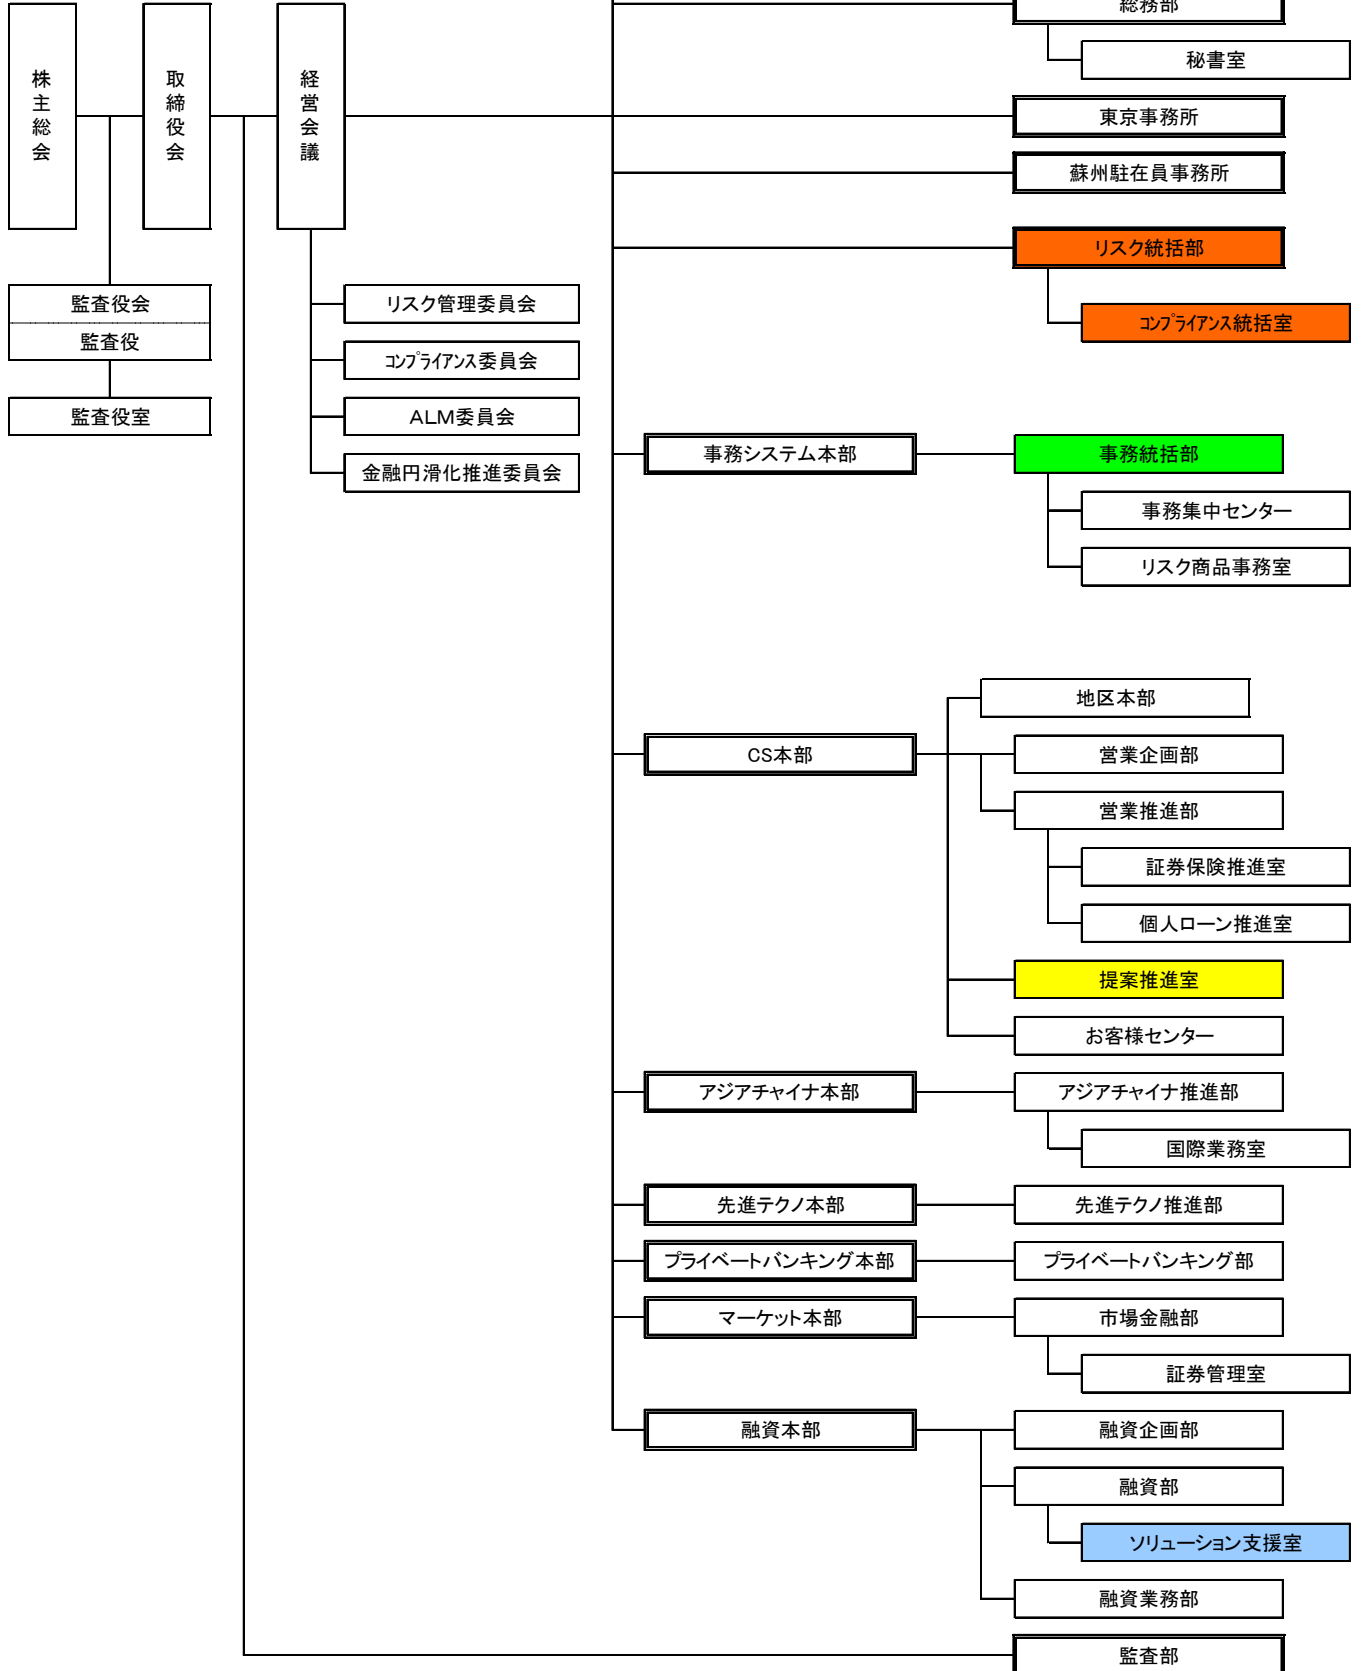 総務部
秘書室
株主総会
取締役会
経営会議
東京事務所
蘇州駐在員事務所
リスク統括部
コンプライアンス統括室
監査役会
監査役
監査役室
リスク管理委員会
コンプライアンス委員会
ALM委員会
金融円滑化推進委員会
事務システム本部
事務統括部
事務集中センター
リスク商品事務室
地区本部
CS本部
営業企画部
営業推進部
証券保険推進室
個人ローン推進室
提案推進室
お客様センター
アジアチャイナ本部
アジアチャイナ推進部
国際業務室
先進テクノ本部
先進テクノ推進部
プライベートバンキング本部
プライベートバンキング部
マーケット本部
市場金融部
証券管理室
融資本部
融資企画部
融資部
ソリューション支援室
融資業務部
監査部